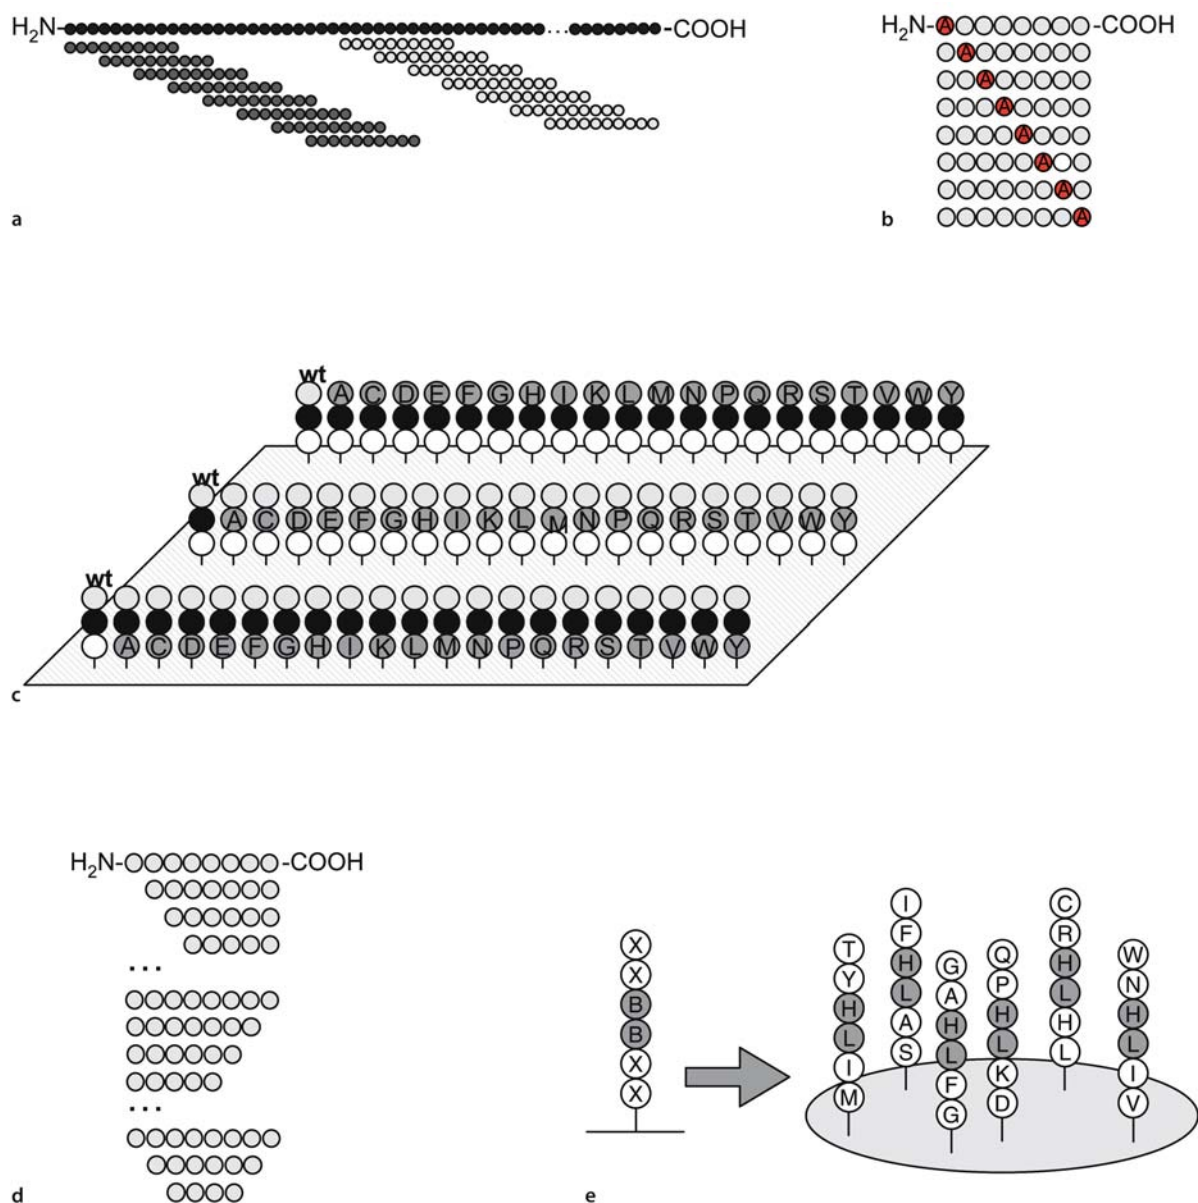 H2N- ... -COOH
a
H2N-A -COOH
A
A
A
A
A
A
A
b
wt
A C D E F G H I K L M N P Q R S T V W Y
wt
A C D E F G H I K L M N P Q R S T V W Y
wt
A C D E F G H I K L M N P Q R S T V W Y
c
H2N- -COOH
...
...
d
X
X
B
B
X
X
T
Y
H
L
I
M
I
F
H
L
A
S
G
A
H
L
F
G
Q
P
H
L
K
D
C
R
H
L
H
L
W
N
H
L
I
V
e